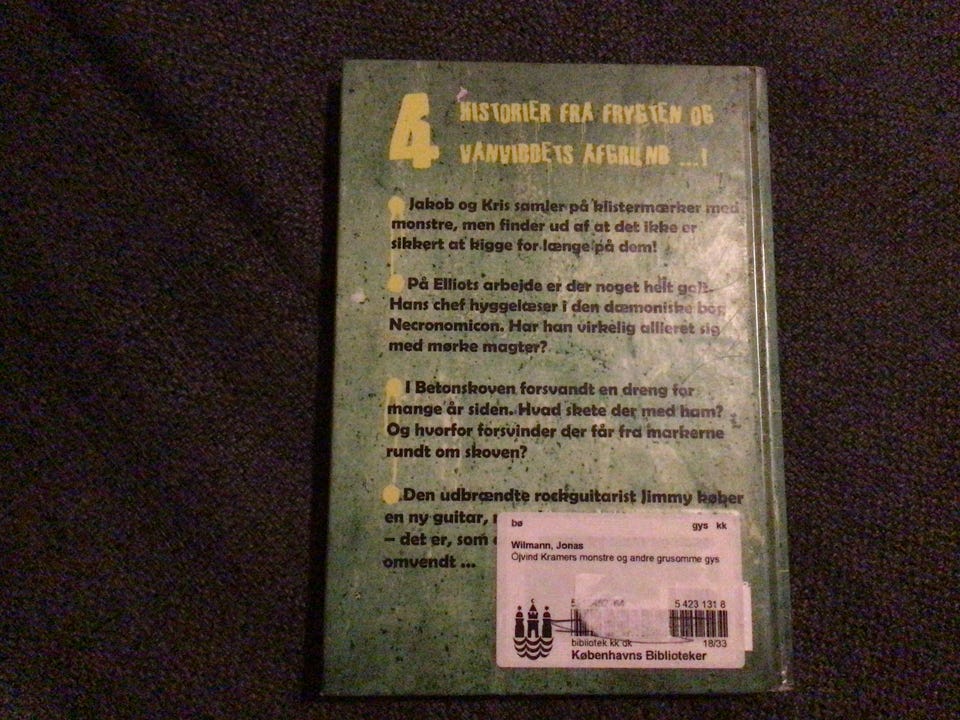 4 HISTORIER FRA FRYGTEN OG
VANVIDDETS AFGRUND ...!
Jakob og Kris samler på klistermærker med
monstre, men finder ud af at det ikke er
sikkert at kigge for længe på dem!
På Elliots arbejde er der noget helt galt.
Hans chef hyggelæser i den dæmoniske bog
Necronomicon. Har han virkelig allieret sig
med mørke magter?
I Betonskoven forsvandt en dreng for
mange år siden. Hvad skete der med ham?
Og hvorfor forsvinder der får fra markerne
rundt om skoven?
Den udbrændte rockguitarist Jimmy køber
en ny guitar,
– det er, som
omvendt ...
bø gys kk
Wilmann, Jonas
Ojvind Kramers monstre og andre grusomme gys
5 423 131 8
bibliotek.kk.dk 18/33
Københavns Biblioteker